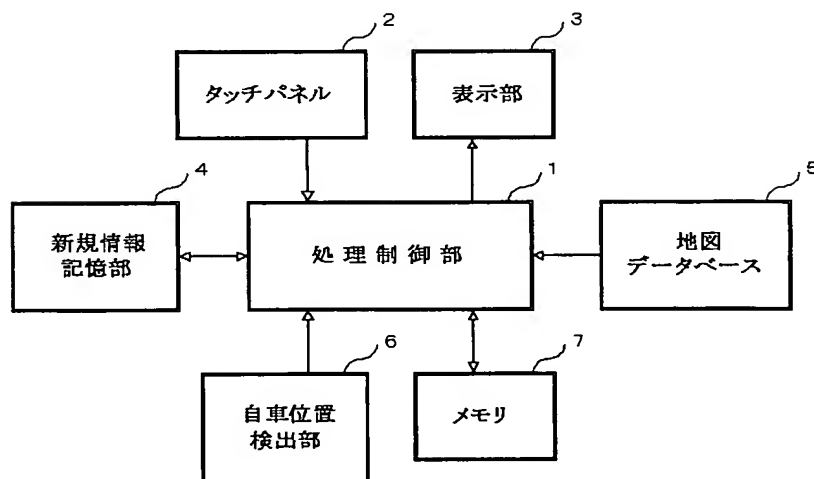 2
タッチパネル
3
表示部
4
新規情報
記憶部
1
処理制御部
5
地図
データベース
6
自車位置
検出部
7
メモリ